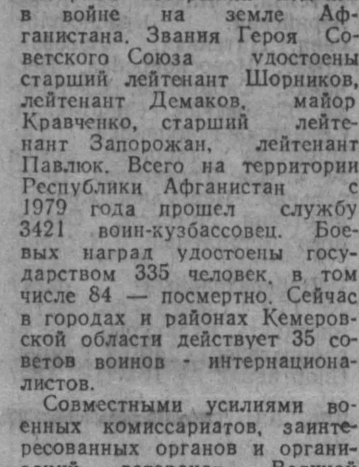 в войне на земле Аф-
ганистана. Звания Героя Со-
ветского Союза удостоены
старший лейтенант Шорников,
лейтенант Демаков, майор
Кравченко, старший лейте-
нант Запорожан, лейтенант
Павлюк. Всего на территории
Республики Афганистан с
1979 года прошел службу
3421 воин-кузбассовец. Бое-
вых наград удостоены госу-
дарством 335 человек, в том
числе 84 — посмертно. Сейчас
в городах и районах Кемеров-
ской области действует 35 со-
ветов воинов - интернациона-
листов.
Совместными усилиями во-
енных комиссариатов, заинте-
ресованных органов и органи-